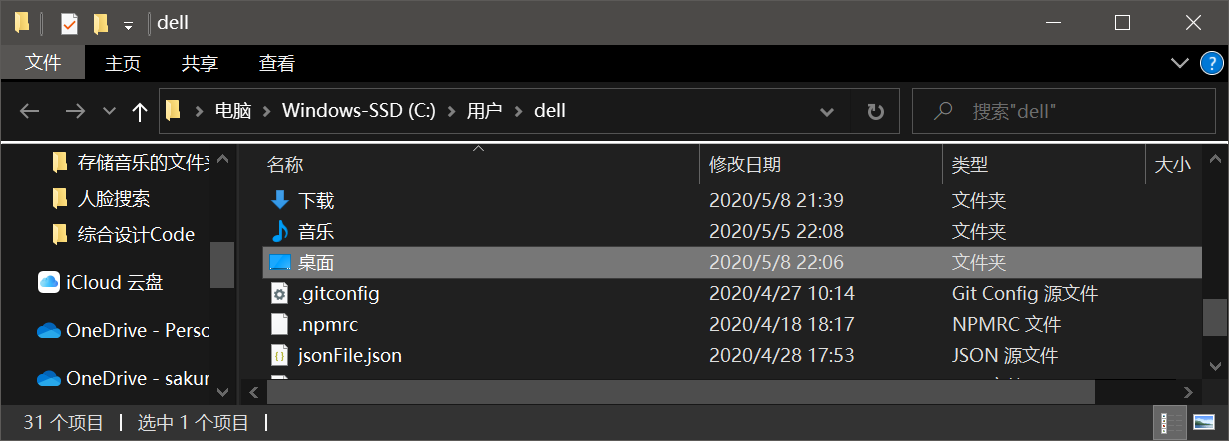 dell
文件 主页 共享 查看
电脑 Windows-SSD (C:) 用户 dell 搜索"dell"
名称 修改日期 类型 大小
存储音乐的文件夹
人脸搜索
综合设计Code
iCloud 云盘
OneDrive - Perso
OneDrive - sakur
下载 2020/5/8 21:39 文件夹
音乐 2020/5/5 22:08 文件夹
桌面 2020/5/8 22:06 文件夹
.gitconfig 2020/4/27 10:14 Git Config 源文件
.npmrc 2020/4/18 18:17 NPMRC 文件
jsonFile.json 2020/4/28 17:53 JSON 源文件
31 个项目 选中 1 个项目